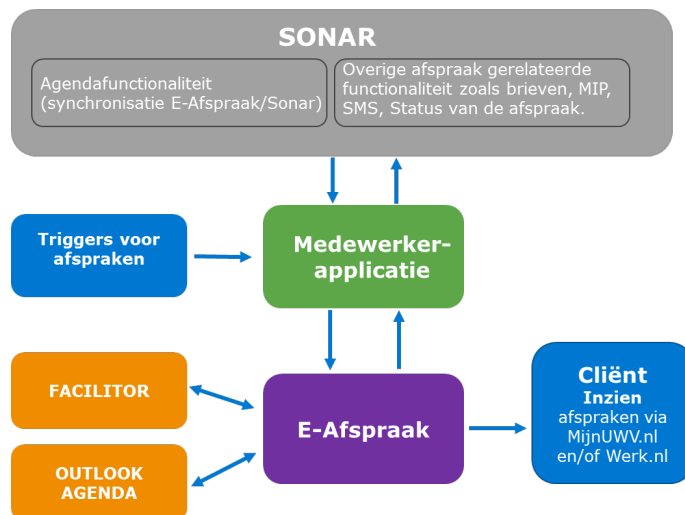 SONAR
Agendafunctionaliteit
(synchronisatie E-Afspraak/Sonar)
Overige afspraak gerelateerde
functionaliteit zoals brieven, MIP,
SMS, Status van de afspraak.
Triggers voor
afspraken
Medewerker-
applicatie
FACILITOR
E-Afspraak
OUTLOOK
AGENDA
Cliënt
Inzien
afspraken via
MijnUWV.nl
en/of Werk.nl